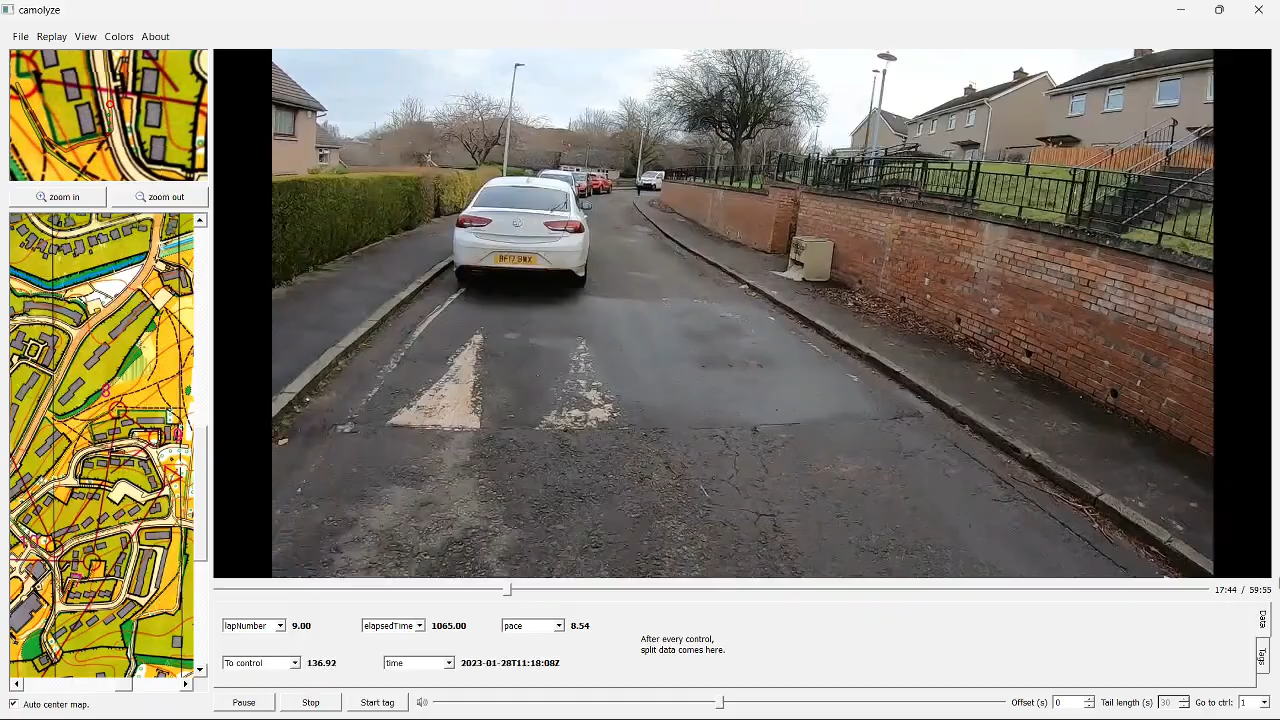 camolyze
File Replay View Colors About
zoom in zoom out
8
BF17 BWX
17:44 / 59:55
lapNumber 9.00 elapsedTime 1065.00 pace 8.54
After every control,
split data comes here.
To control 136.92 time 2023-01-28T11:18:08Z
Data
Tags
Auto center map.
Pause Stop Start tag Offset (s) 0 Tail length (s) 30 Go to ctrl: 1